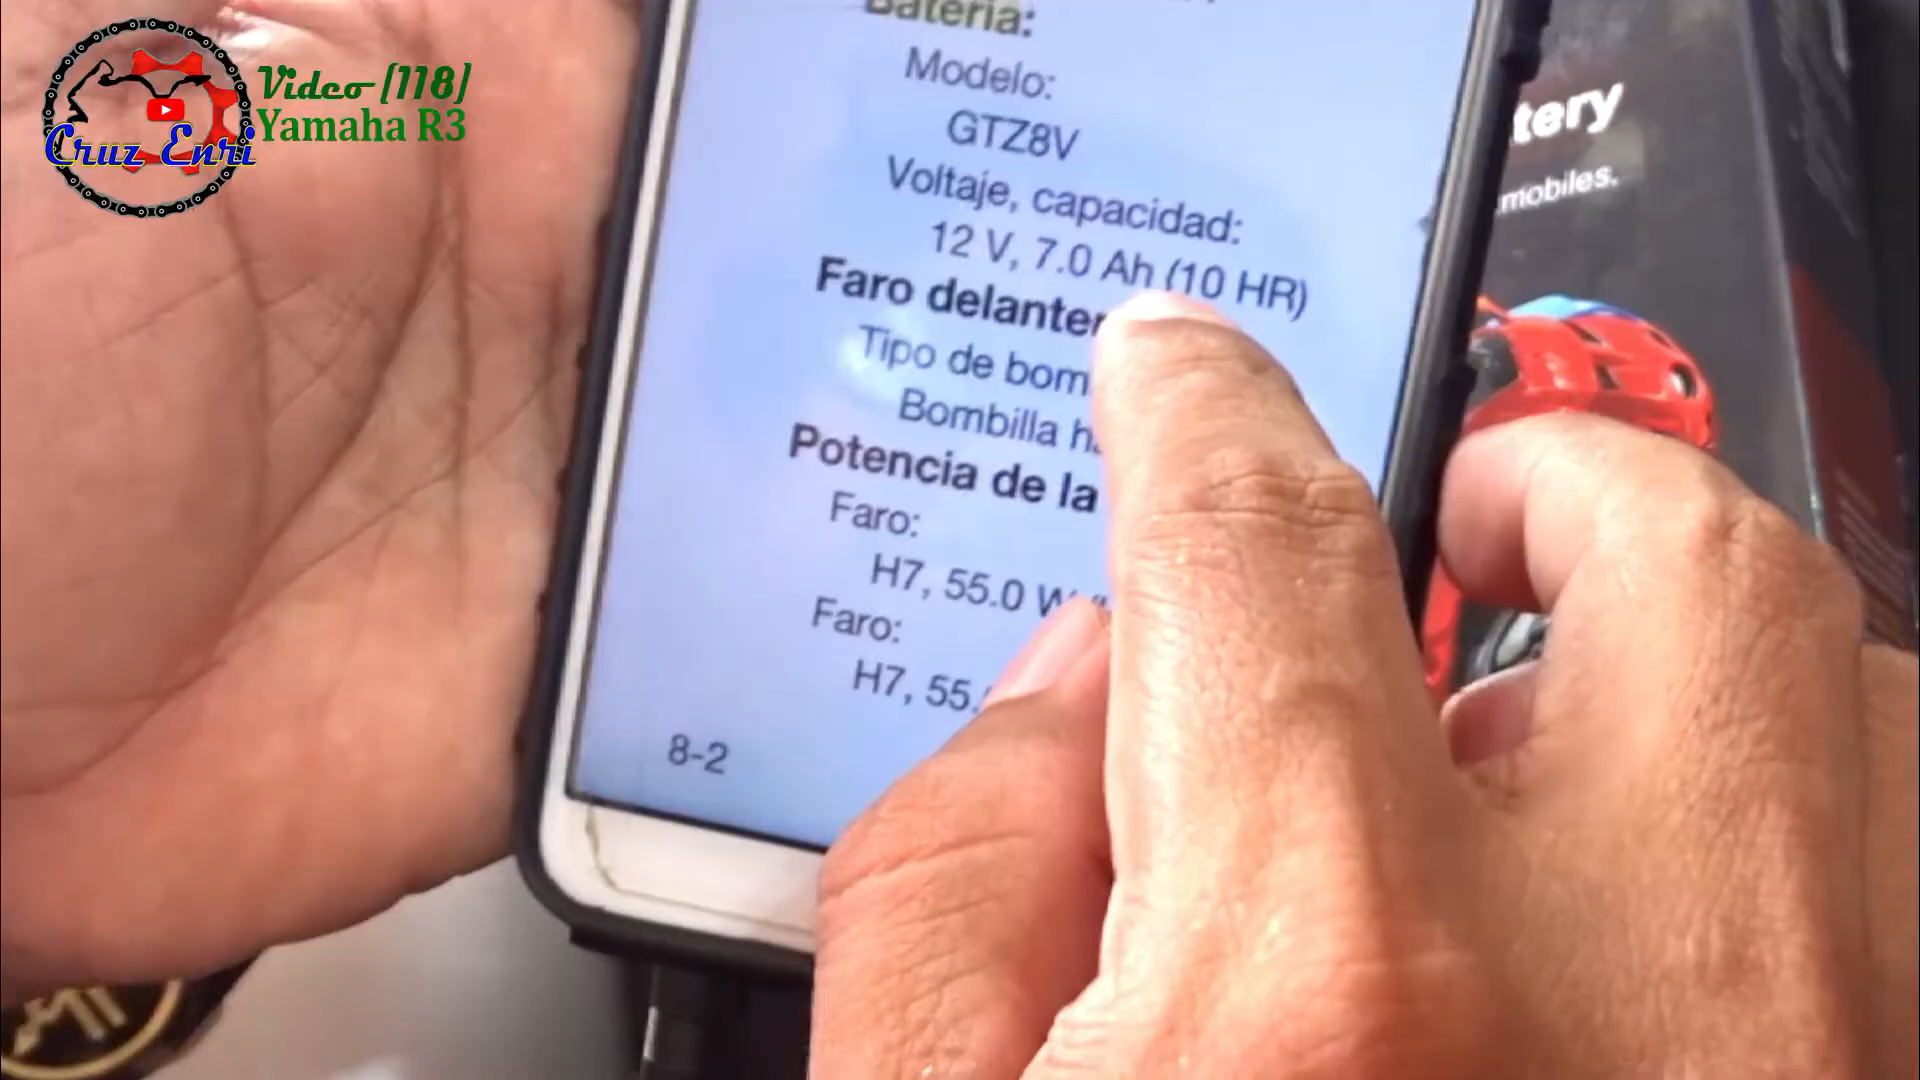 Video [118]
Yamaha R3
Cruz Enri
Batería:
Modelo:
GTZ8V
Voltaje, capacidad:
12 V, 7.0 Ah (10 HR)
Faro delanter
Tipo de bom
Bombilla h
Potencia de la
Faro:
H7, 55.0 W
Faro:
H7, 55.
8-2
tery
mobiles.